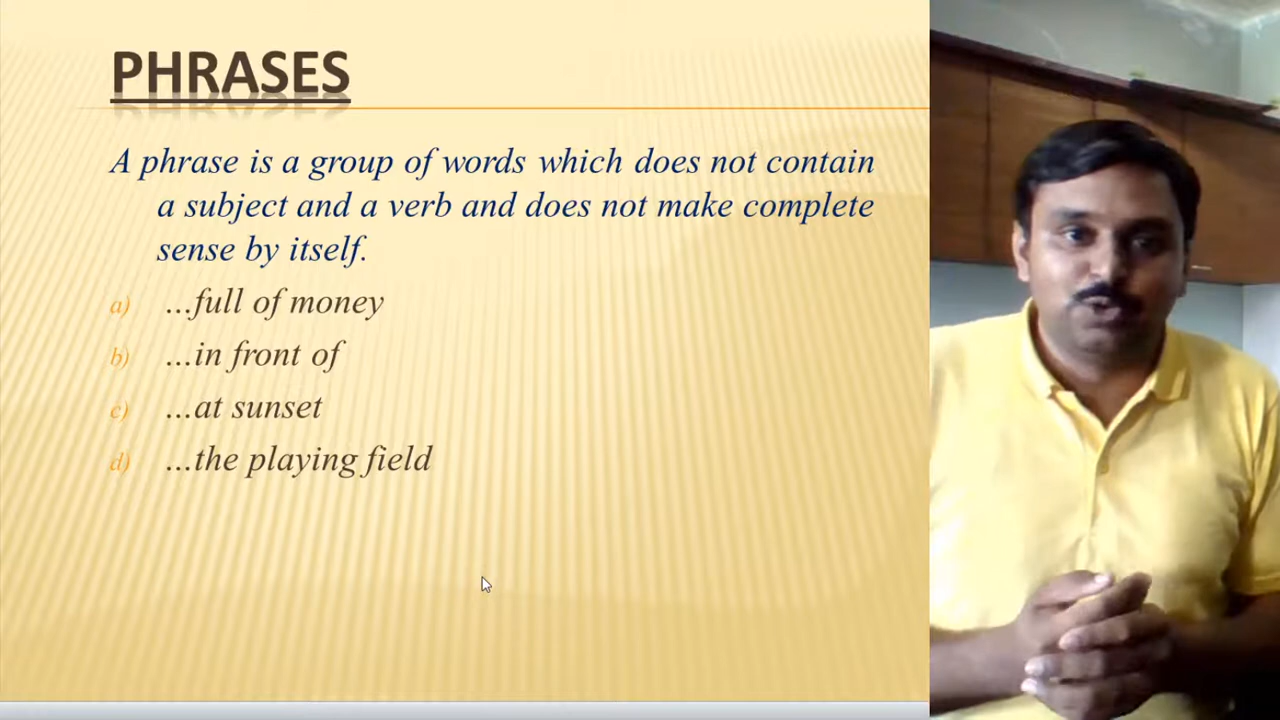 PHRASES
A phrase is a group of words which does not contain
a subject and a verb and does not make complete
sense by itself.
a) ...full of money
b) ...in front of
c) ...at sunset
d) ...the playing field